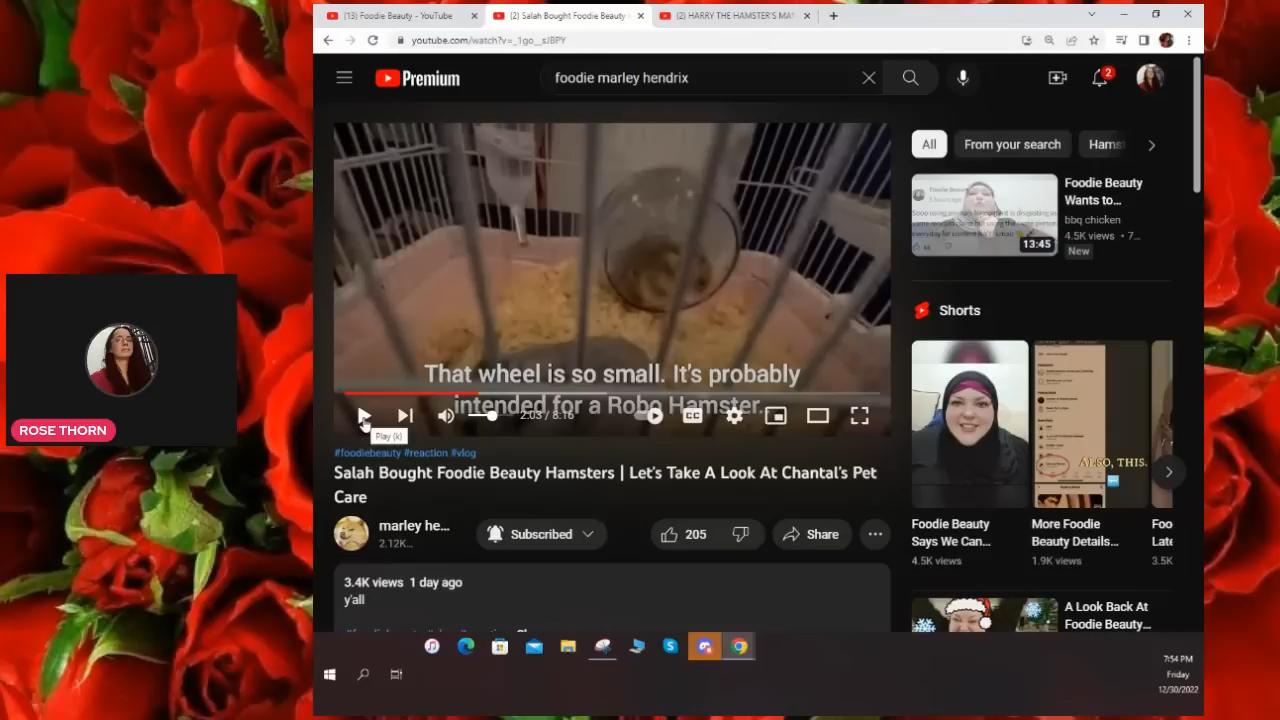 (13) Foodie Beauty - YouTube
(2) Salah Bought Foodie Beauty
(2) HARRY THE HAMSTER'S MA
youtube.com/watch?v=_1go__sJBPY
Premium
foodie marley hendrix
2
All
From your search
Hams
Foodie Beauty
Wants to...
bbq chicken
4.5K views • 7...
New
13:45
That wheel is so small. It's probably
intended for a Robo Hamster.
2:03 / 8:16
CC
Play (k)
Shorts
ALSO, THIS.
ROSE THORN
#foodiebeauty #reaction #vlog
Salah Bought Foodie Beauty Hamsters | Let's Take A Look At Chantal's Pet
Care
marley he...
2.12K...
Subscribed
205
Share
3.4K views 1 day ago
y'all
Foodie Beauty
Says We Can...
4.5K views
More Foodie
Beauty Details...
1.9K views
Foo
Late
3.5K
A Look Back At
Foodie Beauty...
7:54 PM
Friday
12/30/2022